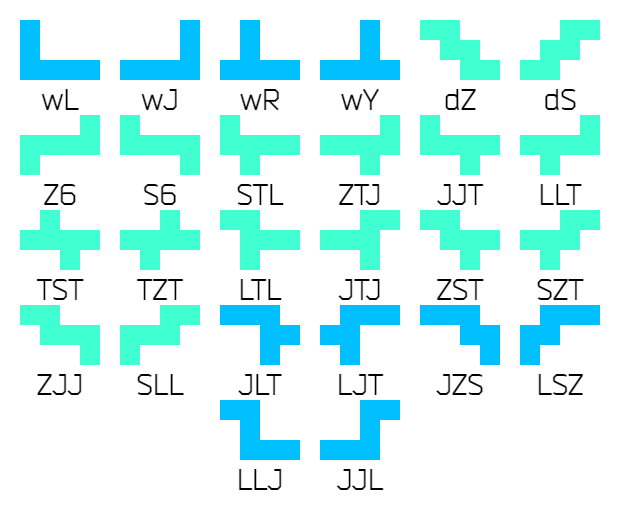 wL wJ wR wY dZ dS
Z6 S6 STL ZTJ JJT LLT
TST TZT LTL JTJ ZST SZT
ZJJ SLL JLT LJT JZS LSZ
LLJ JJL